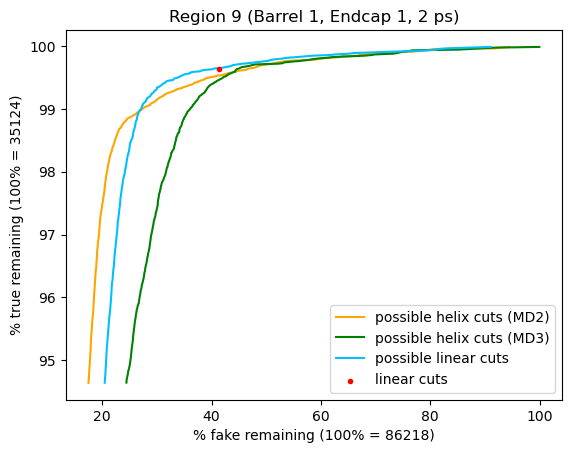 Region 9 (Barrel 1, Endcap 1, 2 ps)
% true remaining (100% = 35124)
100
99
98
97
96
95
possible helix cuts (MD2)
possible helix cuts (MD3)
possible linear cuts
linear cuts
20
40
60
80
100
% fake remaining (100% = 86218)